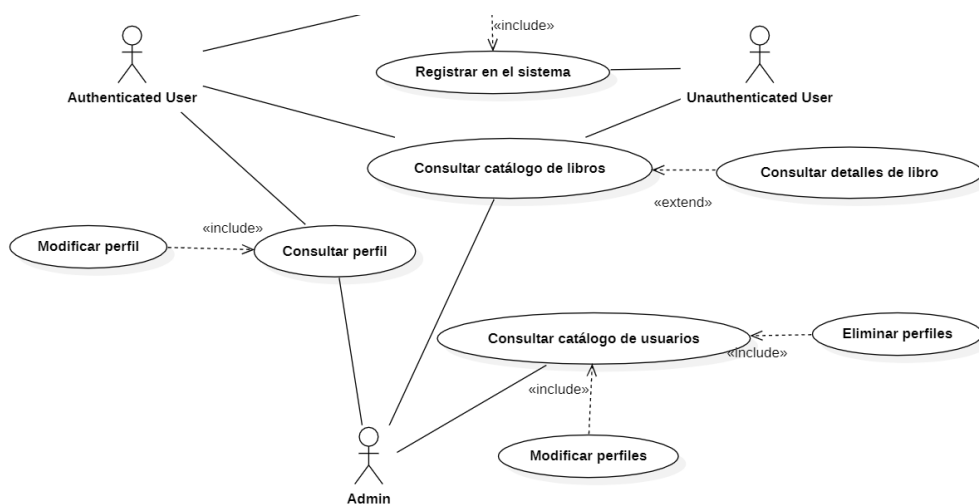 «include»
Registrar en el sistema
Authenticated User
Unauthenticated User
Consultar catálogo de libros
Consultar detalles de libro
«extend»
«include»
Modificar perfil
Consultar perfil
Consultar catálogo de usuarios
Eliminar perfiles
«include»
«include»
Modificar perfiles
Admin